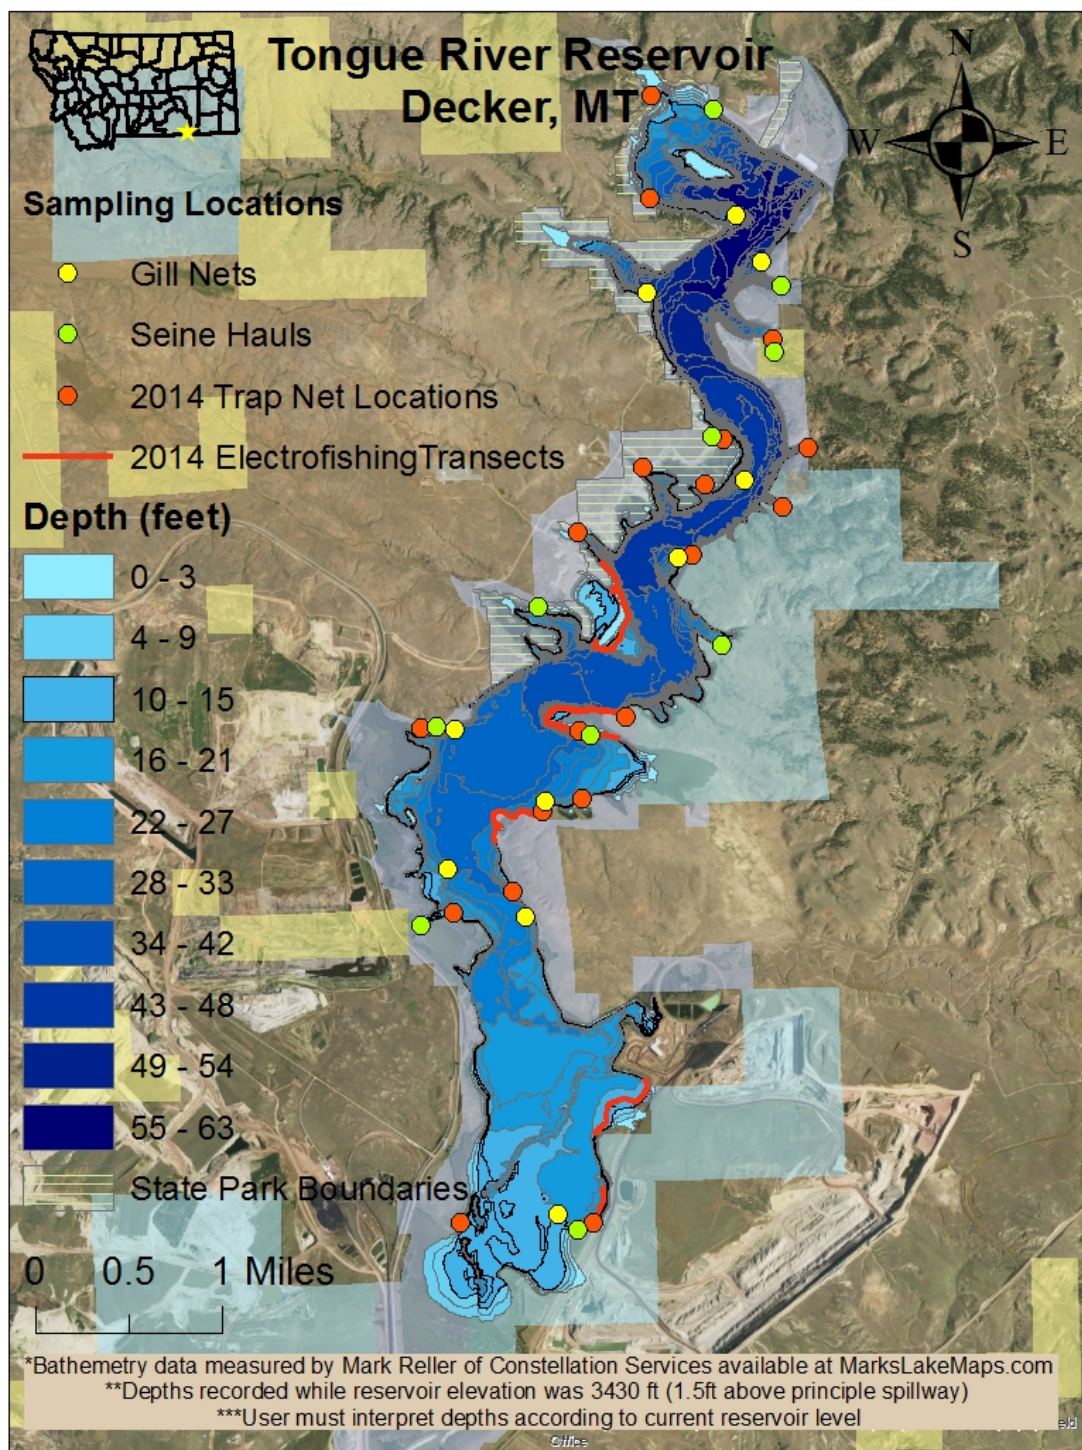 Tongue River Reservoir
Decker, MT
N
W
E
S
Sampling Locations
Gill Nets
Seine Hauls
2014 Trap Net Locations
2014 ElectrofishingTransects
Depth (feet)
0 - 3
4 - 9
10 - 15
16 - 21
22 - 27
28 - 33
34 - 42
43 - 48
49 - 54
55 - 63
State Park Boundaries
0 0.5 1 Miles
*Bathemetry data measured by Mark Reller of Constellation Services available at MarksLakeMaps.com
**Depths recorded while reservoir elevation was 3430 ft (1.5ft above principle spillway)
***User must interpret depths according to current reservoir level
Office